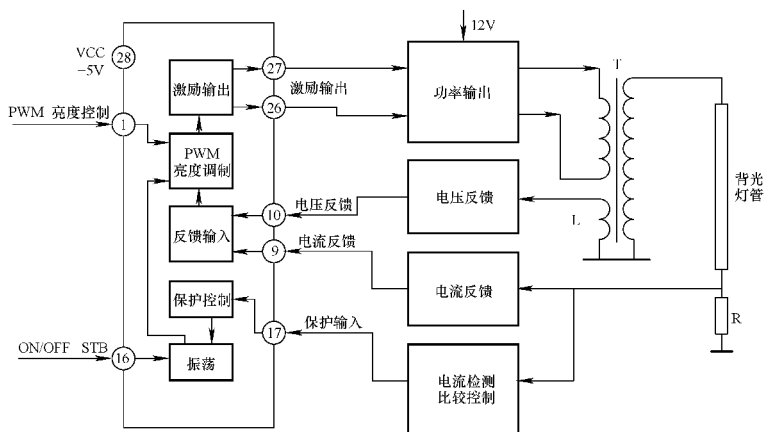 12V
VCC
-5V
28
27
激励输出
激励输出
功率输出
T
26
PWM 亮度控制
1
PWM
亮度调制
背光
灯管
电压反馈
电压反馈
10
反馈输入
L
电流反馈
9
电流反馈
保护控制
保护输入
17
R
ON/OFF STB
16
振荡
电流检测
比较控制